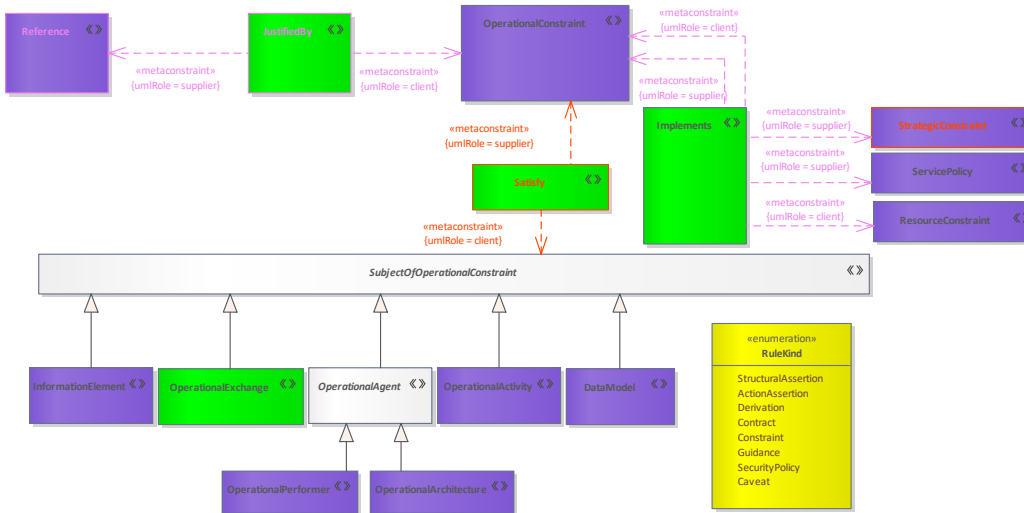 Reference
«metaconstraint»
{umlRole = supplier}
JustifiedBy
«metaconstraint»
{umlRole = client}
OperationalConstraint
«metaconstraint»
{umlRole = client}
«metaconstraint»
{umlRole = supplier}
Implements
«metaconstraint»
{umlRole = supplier}
StrategicConstraint
«metaconstraint»
{umlRole = supplier}
ServicePolicy
«metaconstraint»
{umlRole = client}
ResourceConstraint
«metaconstraint»
{umlRole = supplier}
Satisfy
«metaconstraint»
{umlRole = client}
SubjectOfOperationalConstraint
InformationElement
OperationalExchange
OperationalAgent
OperationalActivity
DataModel
OperationalPerformer
OperationalArchitecture
«enumeration»
RuleKind
StructuralAssertion
ActionAssertion
Derivation
Contract
Constraint
Guidance
SecurityPolicy
Caveat